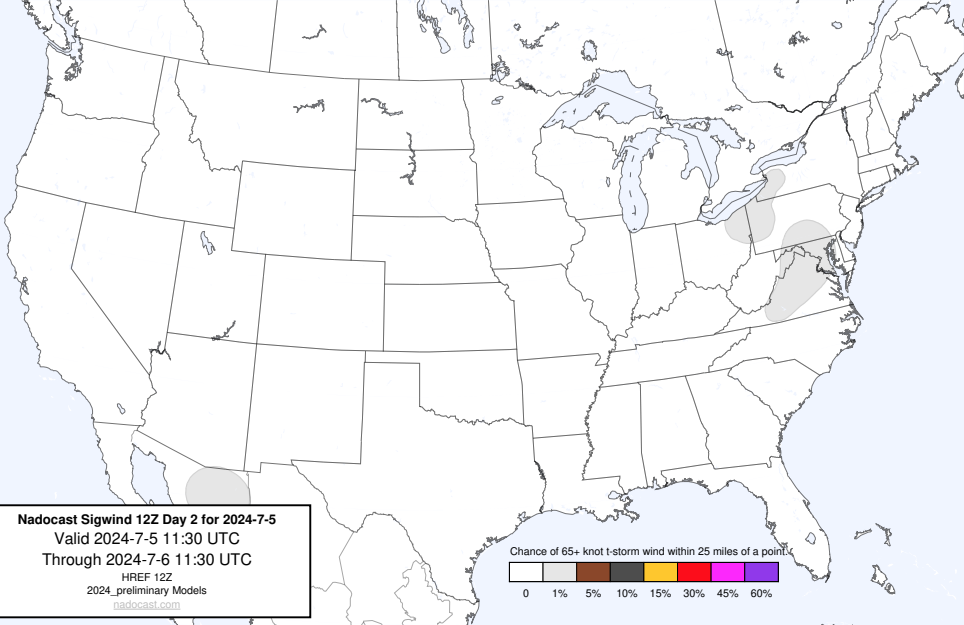 Nadocast Sigwind 12Z Day 2 for 2024-7-5
Valid 2024-7-5 11:30 UTC
Through 2024-7-6 11:30 UTC
HREF 12Z
2024_preliminary Models
nadocast.com
Chance of 65+ knot t-storm wind within 25 miles of a point.
0 1% 5% 10% 15% 30% 45% 60%